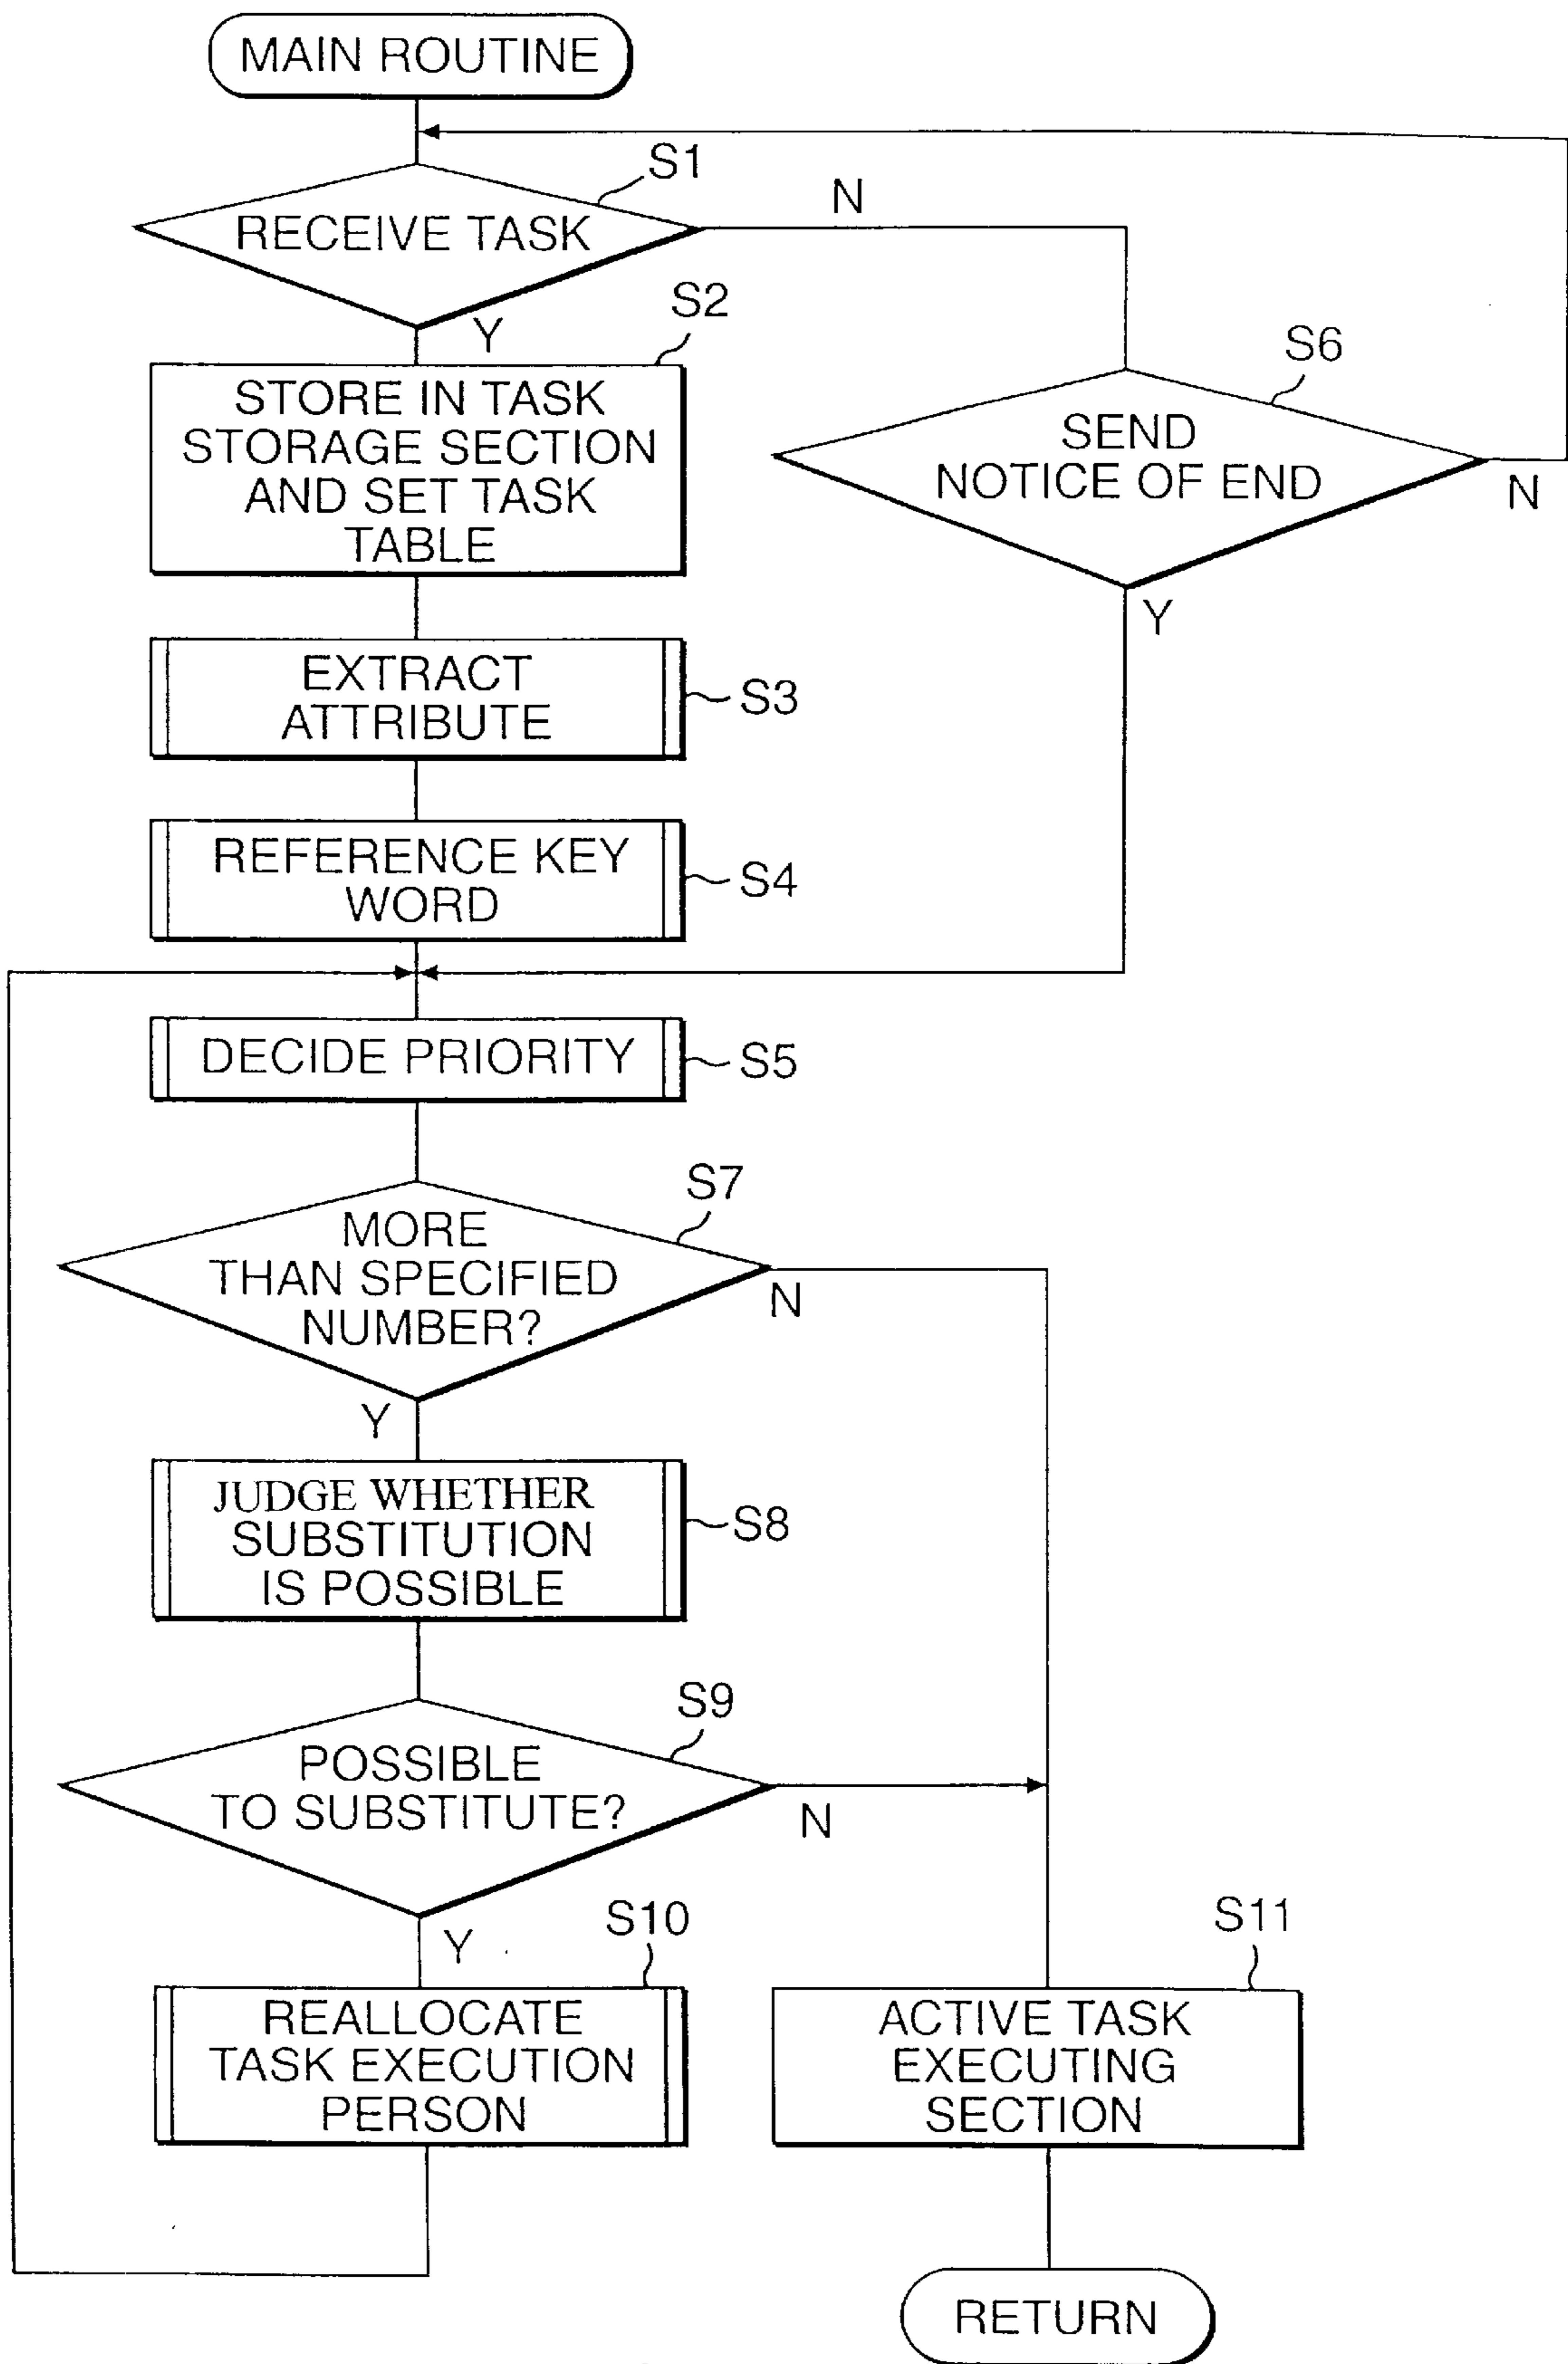 MAIN ROUTINE
S1
N
RECEIVE TASK
Y
S2
STORE IN TASK
STORAGE SECTION
AND SET TASK
TABLE
S6
SEND
NOTICE OF END
N
Y
EXTRACT
ATTRIBUTE
S3
REFERENCE KEY
WORD
S4
DECIDE PRIORITY
S5
S7
MORE
THAN SPECIFIED
NUMBER?
N
Y
JUDGE WHETHER
SUBSTITUTION
IS POSSIBLE
S8
S9
POSSIBLE
TO SUBSTITUTE?
N
Y
S10
REALLOCATE
TASK EXECUTION
PERSON
S11
ACTIVE TASK
EXECUTING
SECTION
RETURN